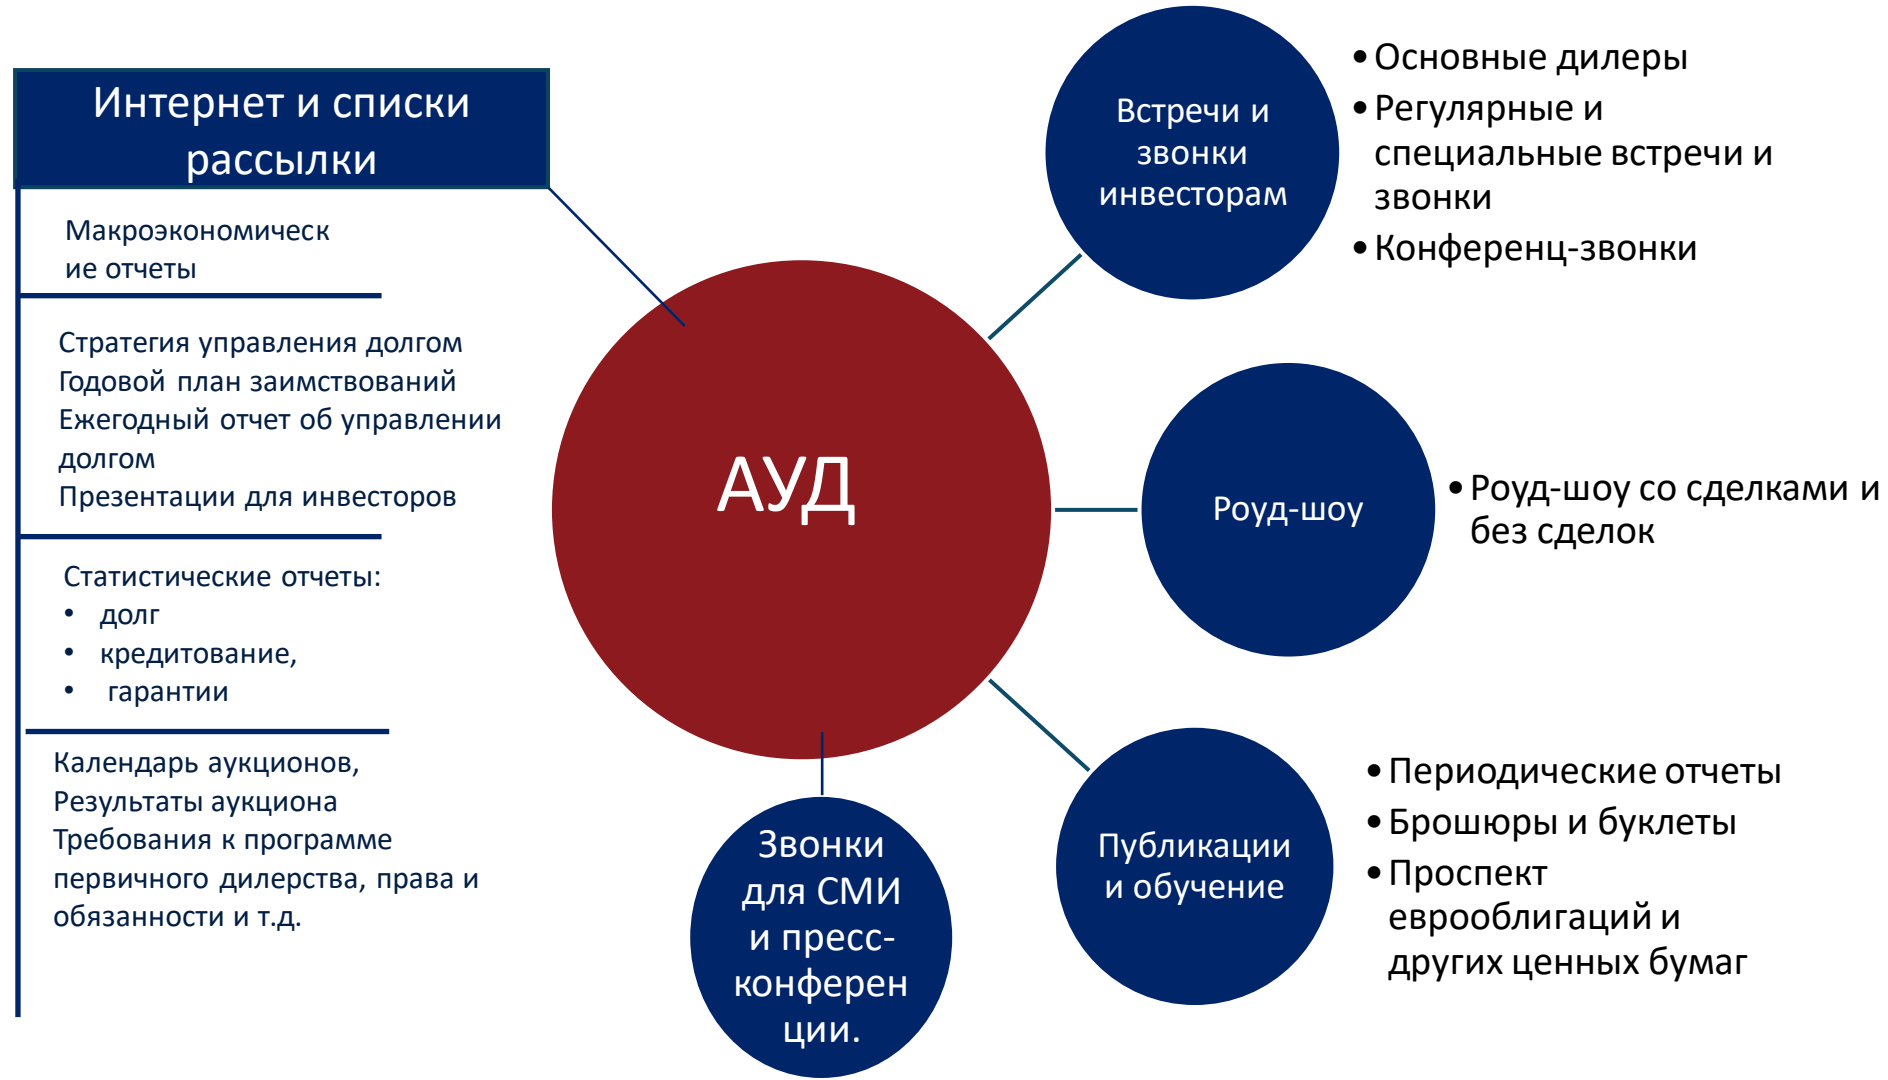 Интернет и списки
рассылки
Макроэкономическ
ие отчеты
Стратегия управления долгом
Годовой план заимствований
Ежегодный отчет об управлении
долгом
Презентации для инвесторов
Статистические отчеты:
• долг
• кредитование,
• гарантии
Календарь аукционов,
Результаты аукциона
Требования к программе
первичного дилерства, права и
обязанности и т.д.
АУД
Встречи и
звонки
инвесторам
• Основные дилеры
• Регулярные и
специальные встречи и
звонки
• Конференц-звонки
Роуд-шоу
• Роуд-шоу со сделками и
без сделок
Публикации
и обучение
• Периодические отчеты
• Брошюры и буклеты
• Проспект
еврооблигаций и
других ценных бумаг
Звонки
для СМИ
и пресс-
конферен
ции.